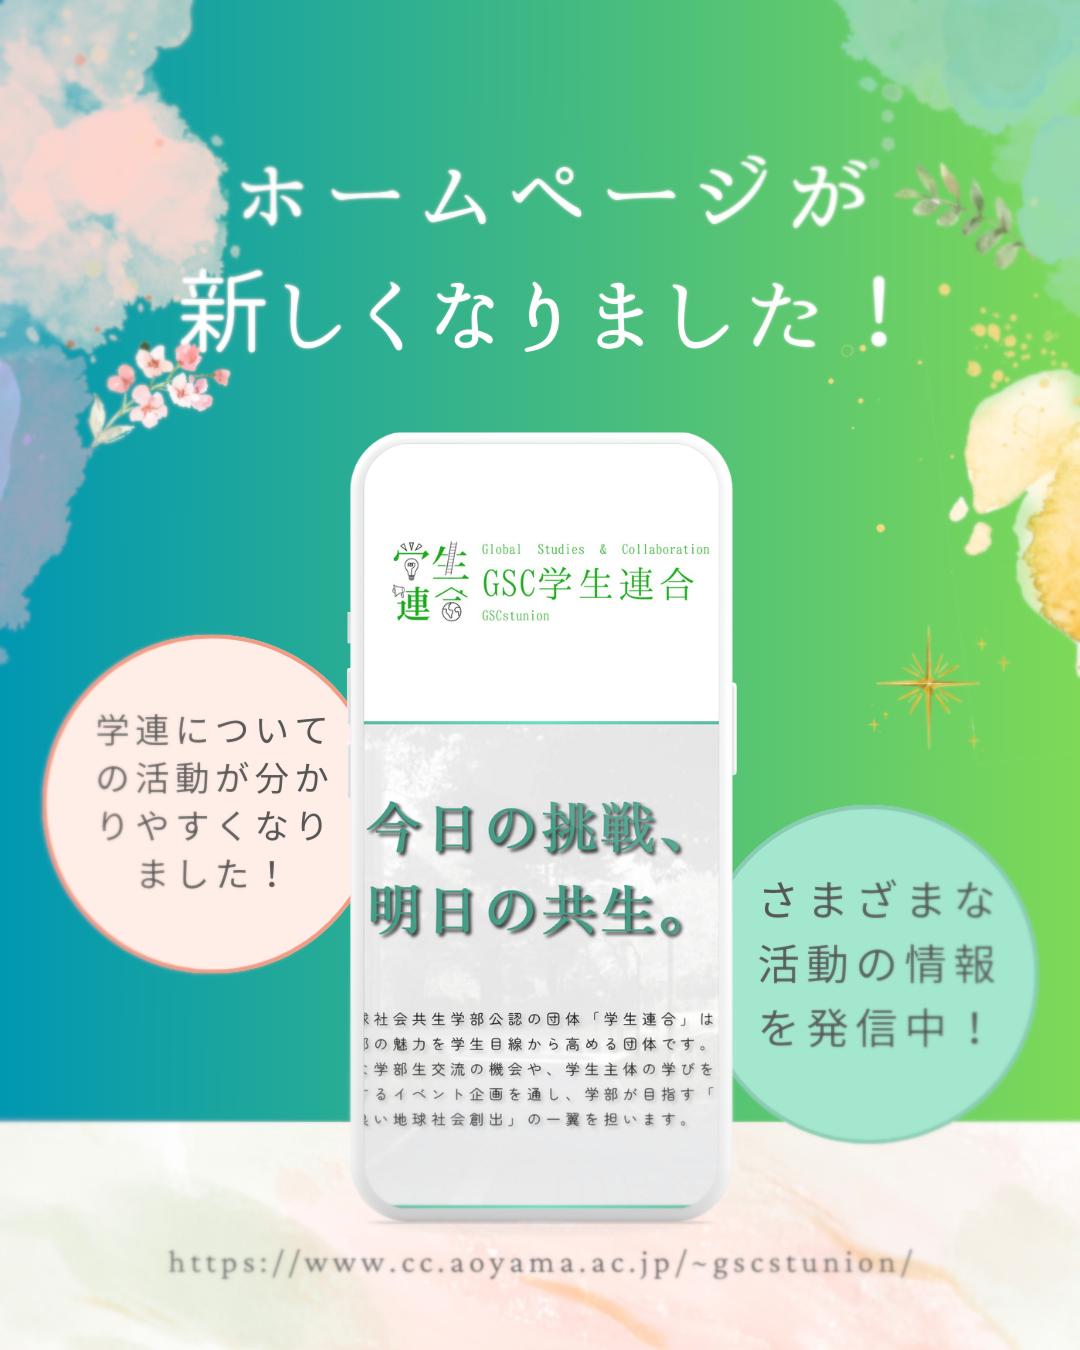 ホームページが
新しくなりました！
学生
連合
Global Studies & Collaboration
GSC学生連合
GSCstunion
学連について
の活動が分か
りやすくなり
ました！
今日の挑戦、
明日の共生。
球社会共生学部公認の団体「学生連合」は
部の魅力を学生目線から高める団体です。
学部生交流の機会や、学生主体の学びを
するイベント企画を通し、学部が目指す「
良い地球社会創出」の一翼を担います。
さまざまな
活動の情報
を発信中！
https://www.cc.aoyama.ac.jp/~gscstunion/